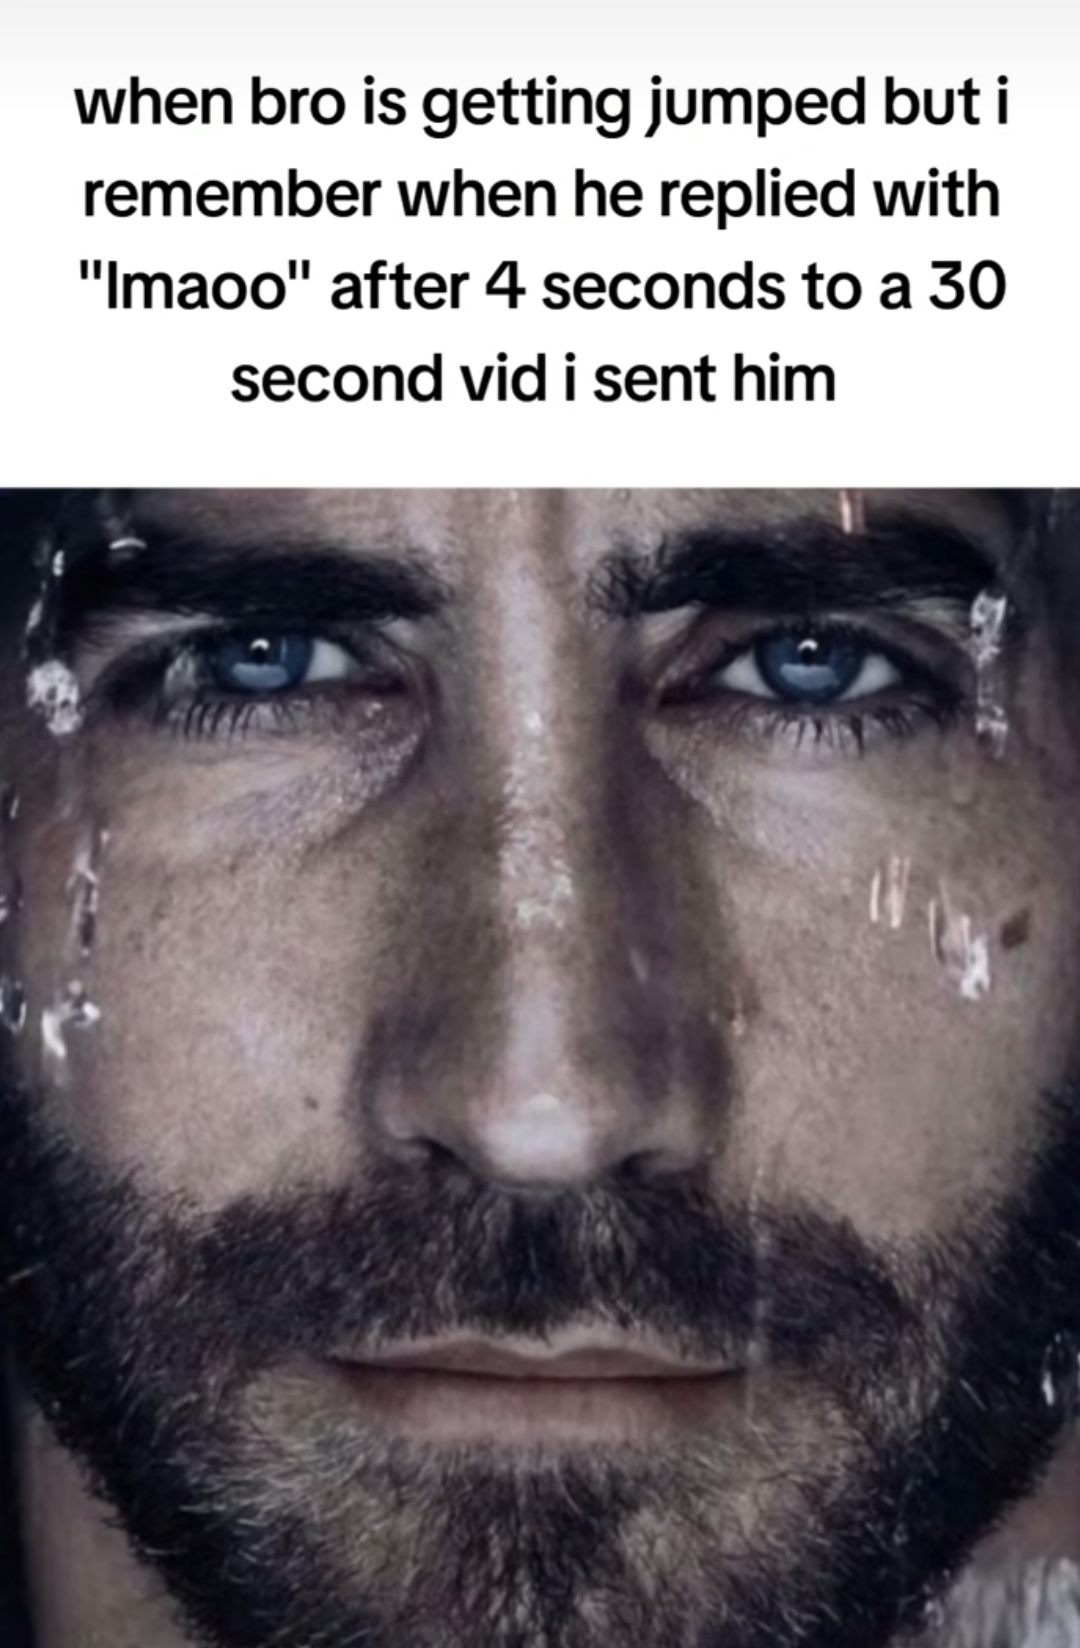 when bro is getting jumped but i
remember when he replied with
"lmaoo" after 4 seconds to a 30
second vid i sent him